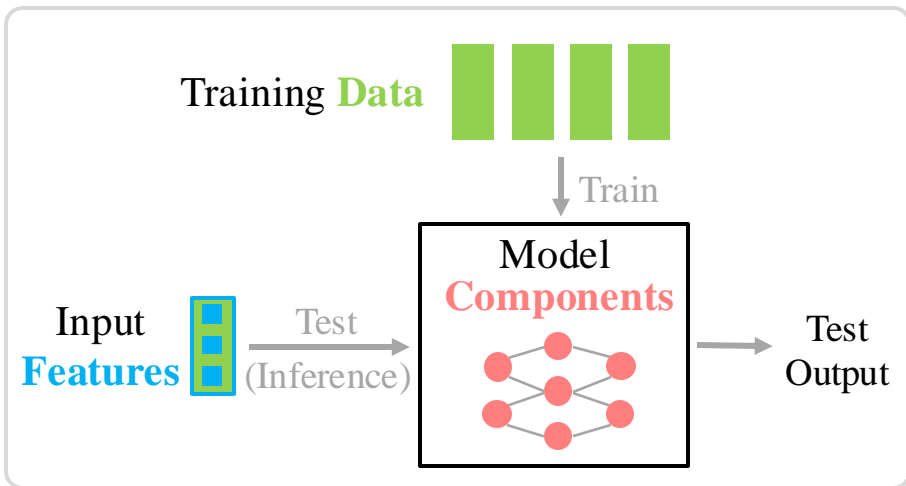 Training Data
Train
Model
Components
Input
Features
Test
(Inference)
Test
Output